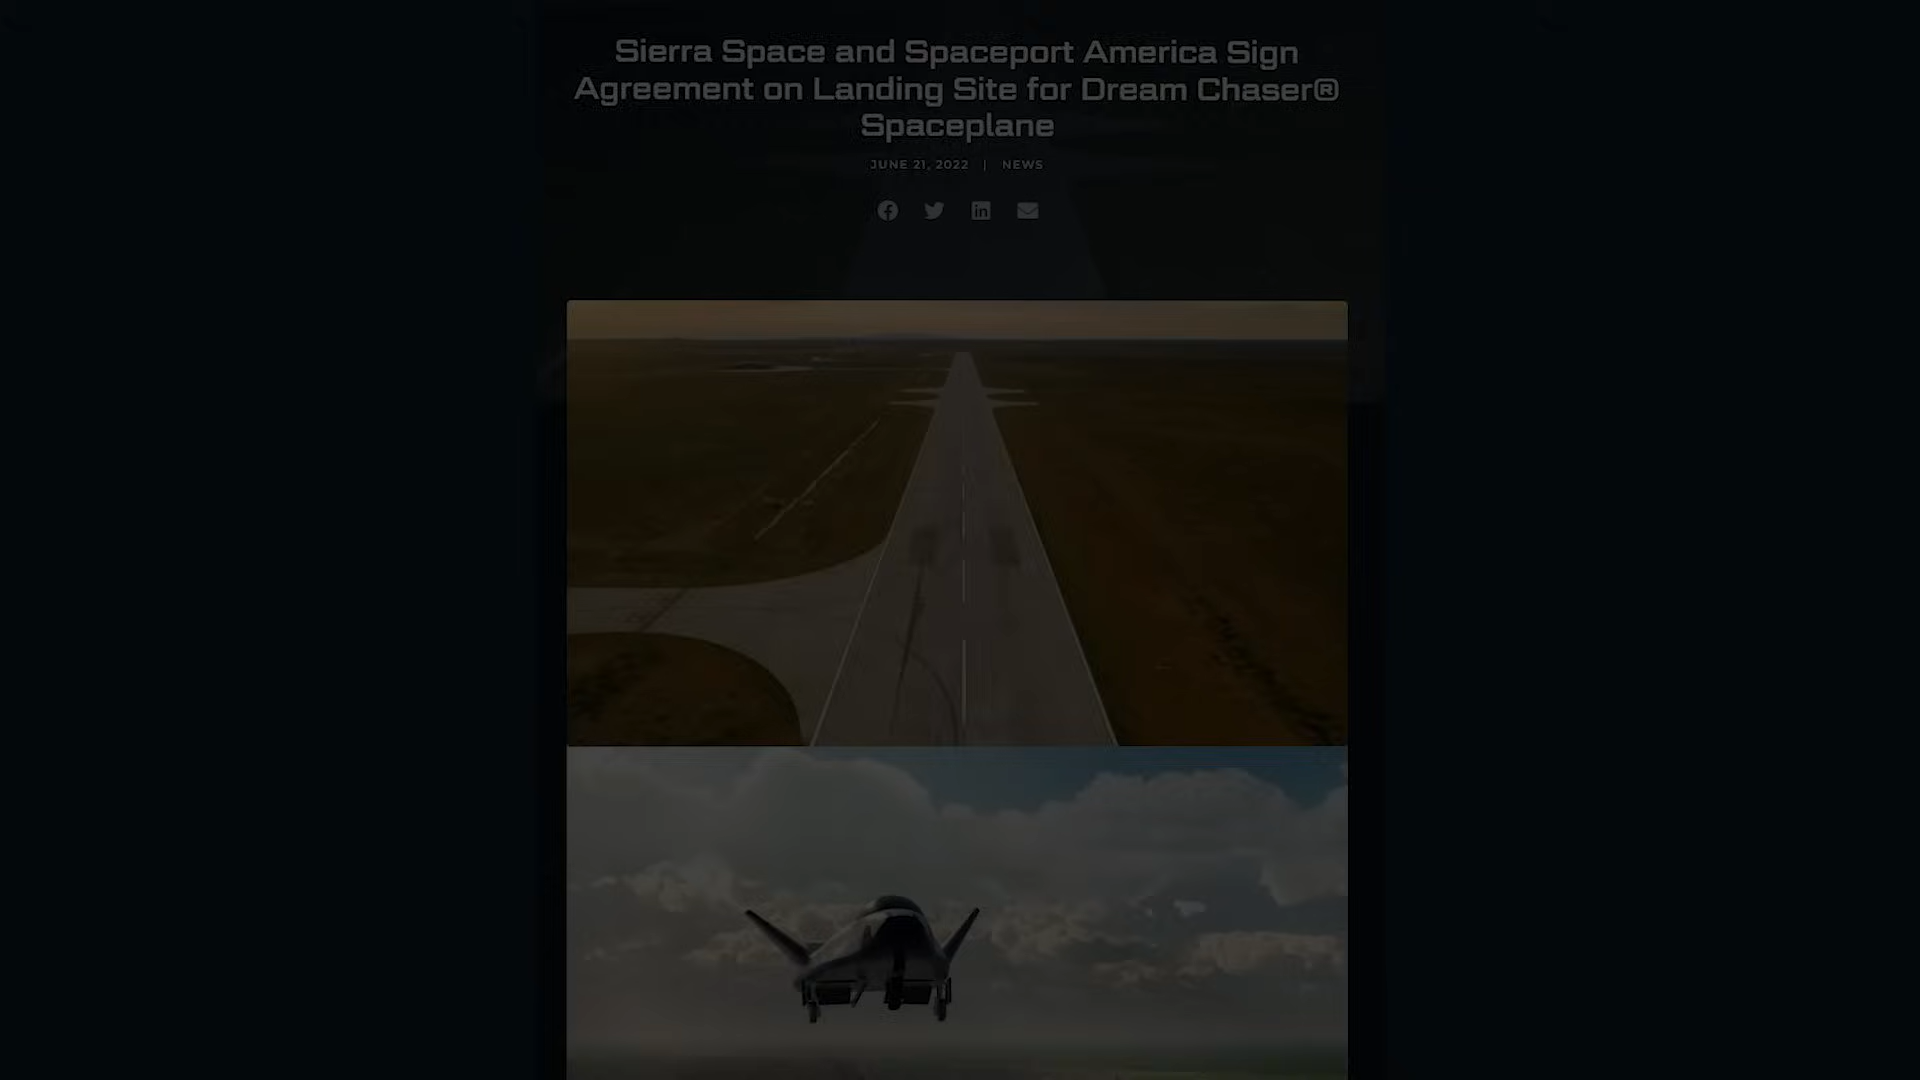 Sierra Space and Spaceport America Sign
Agreement on Landing Site for Dream Chaser®
Spaceplane
JUNE 21, 2022 | NEWS